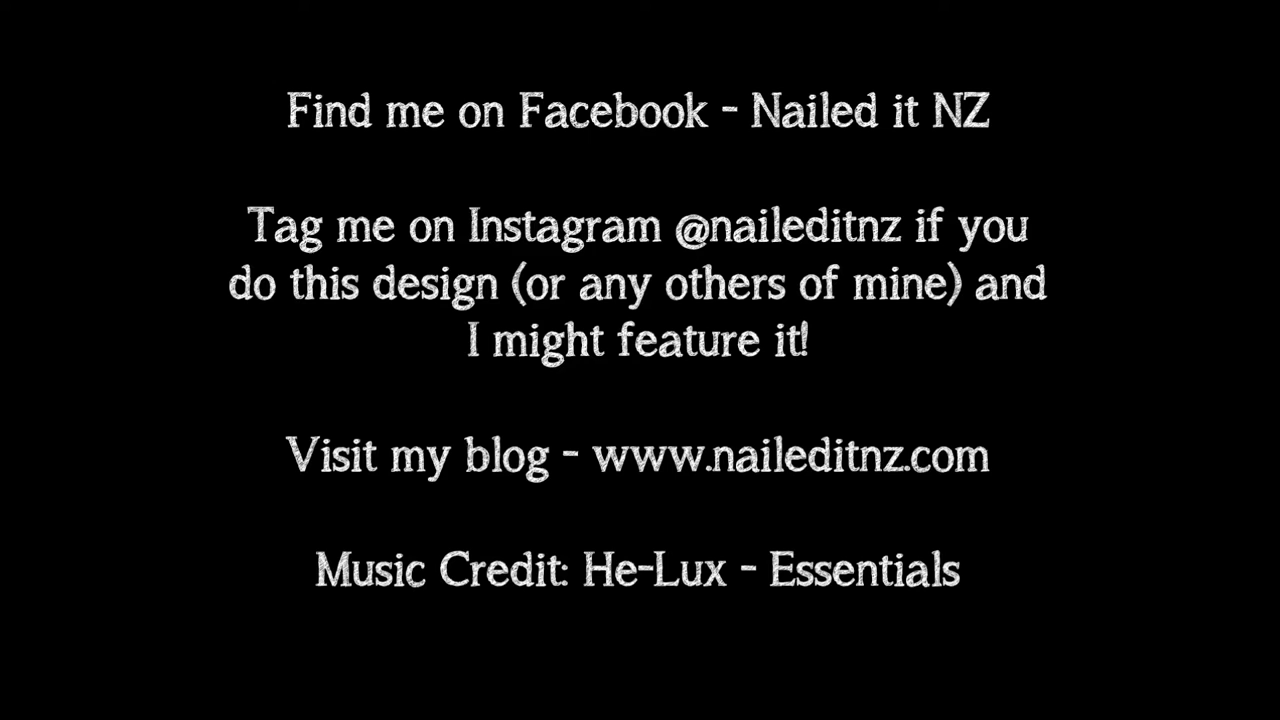 Find me on Facebook - Nailed it NZ
Tag me on Instagram @naileditnz if you
do this design (or any others of mine) and
I might feature it!
Visit my blog - www.naileditnz.com
Music Credit: He-Lux - Essentials